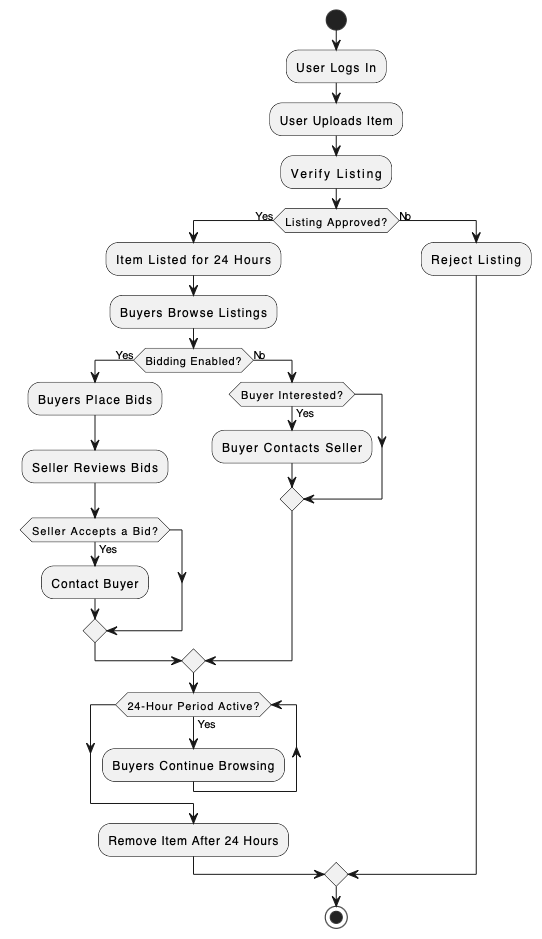 User Logs In
User Uploads Item
Verify Listing
Yes
Listing Approved?
No
Item Listed for 24 Hours
Reject Listing
Buyers Browse Listings
Yes
Bidding Enabled?
No
Buyers Place Bids
Buyer Interested?
Yes
Buyer Contacts Seller
Seller Reviews Bids
Seller Accepts a Bid?
Yes
Contact Buyer
24-Hour Period Active?
Yes
Buyers Continue Browsing
Remove Item After 24 Hours